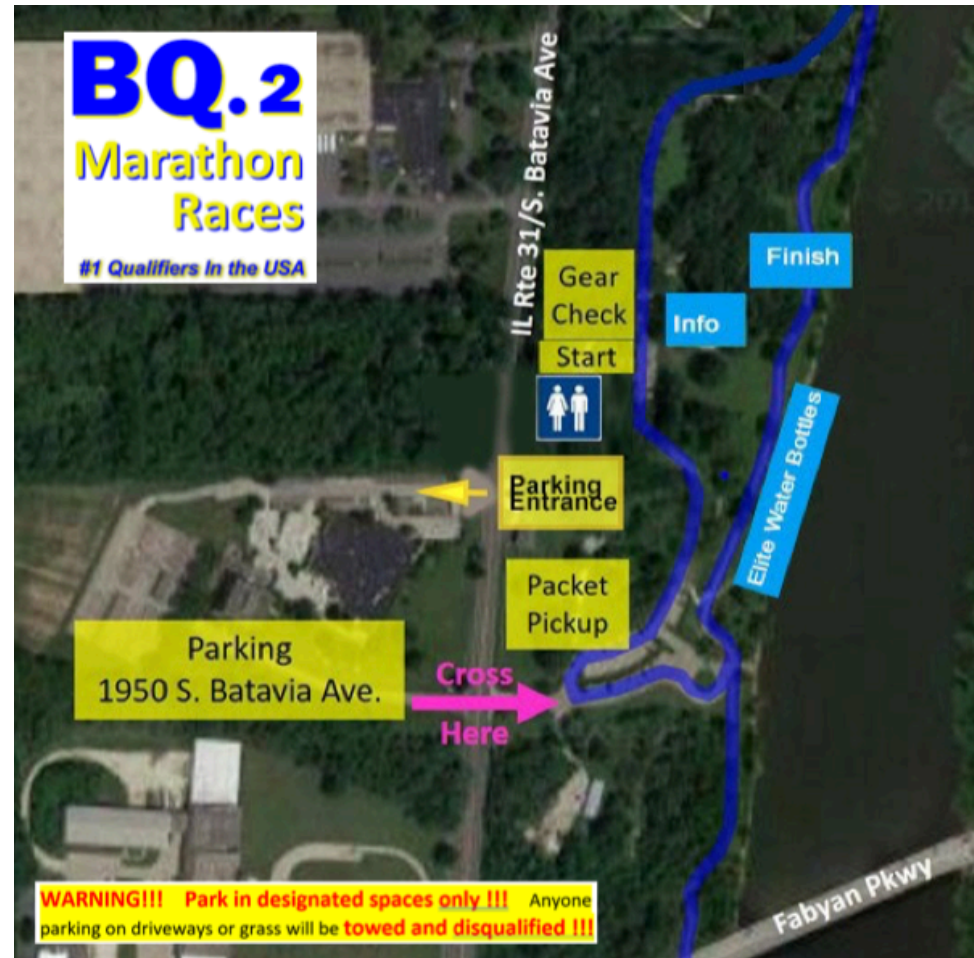 BQ.2
Marathon
Races
#1 Qualifiers In the USA
IL Rte 31/S. Batavia Ave
Gear
Check
Start
Finish
Info
Elite Water Bottles
Parking
Entrance
Packet
Pickup
Parking
1950 S. Batavia Ave.
Cross
Here
Fabyan Pkwy
WARNING!!! Park in designated spaces only !!! Anyone
parking on driveways or grass will be towed and disqualified !!!